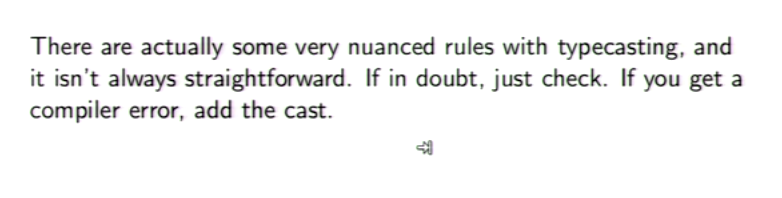 There are actually some very nuanced rules with typecasting, and
it isn't always straightforward. If in doubt, just check. If you get a
compiler error, add the cast.